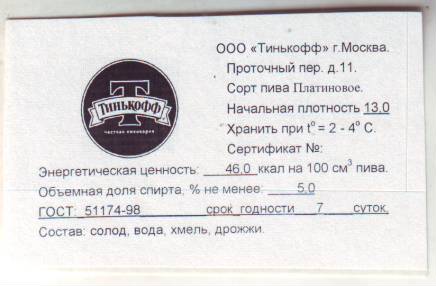 ООО «Тинькофф» г.Москва.
Проточный пер. д.11.
Сорт пива Платиновое.
Начальная плотность 13,0
Хранить при t° = 2 - 4° С.
Сертификат №:
Т
ТИНЬКОФФ
частная пивоварня
Энергетическая ценность: 46,0 ккал на 100 см³ пива.
Объемная доля спирта, % не менее: 5,0
ГОСТ: 51174-98 срок годности 7 суток.
Состав: солод, вода, хмель, дрожжи.